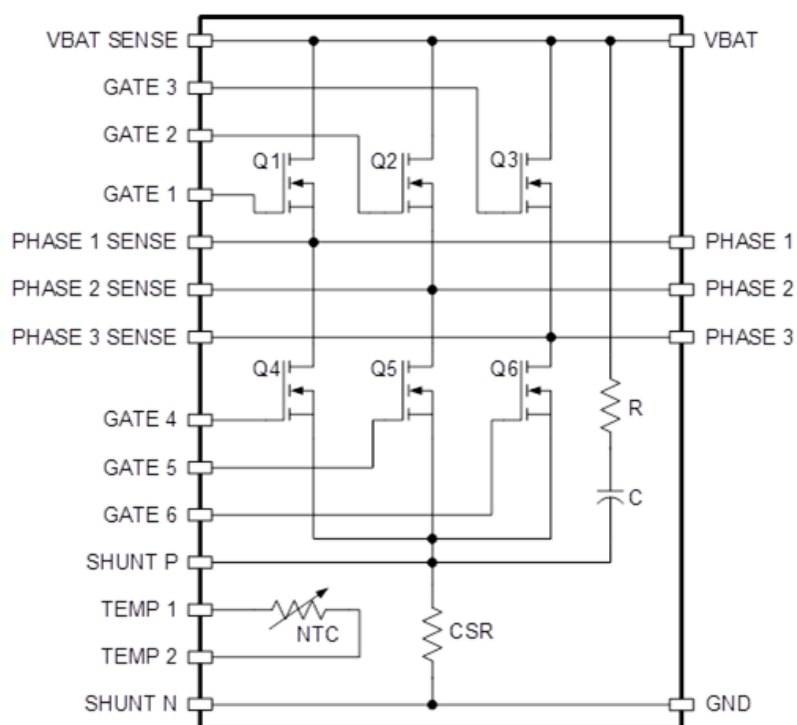 VBAT SENSE
VBAT
GATE 3
GATE 2
Q1
Q2
Q3
GATE 1
PHASE 1 SENSE
PHASE 1
PHASE 2 SENSE
PHASE 2
PHASE 3 SENSE
PHASE 3
Q4
Q5
Q6
R
GATE 4
GATE 5
C
GATE 6
SHUNT P
TEMP 1
NTC
CSR
TEMP 2
SHUNT N
GND